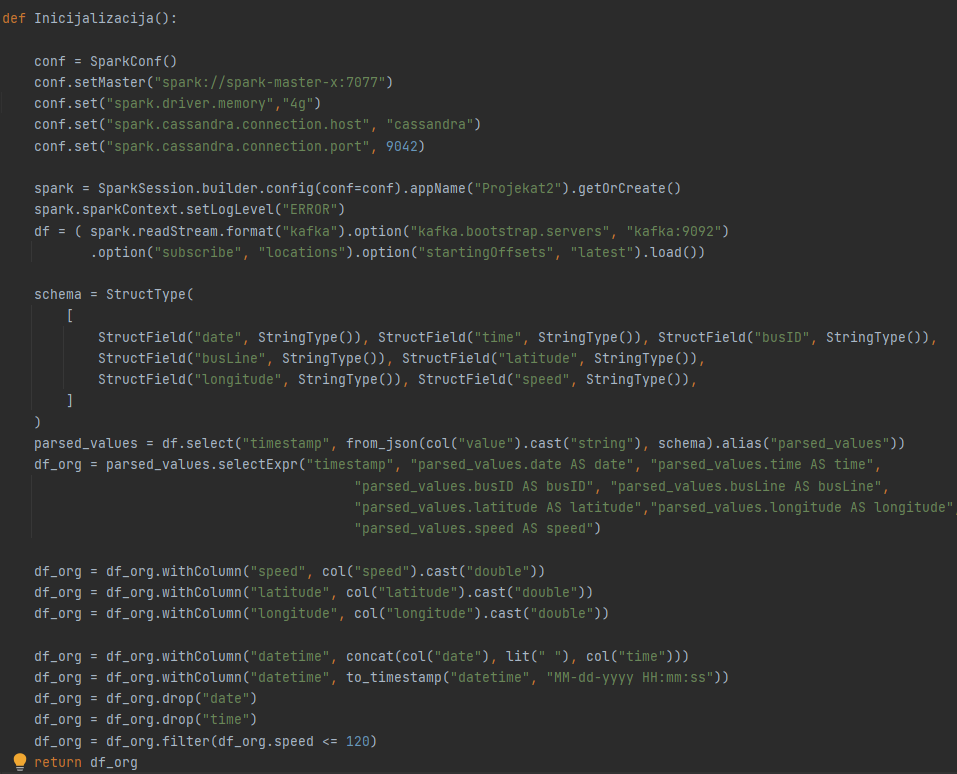 def Inicijalizacija():
conf = SparkConf()
conf.setMaster("spark://spark-master-x:7077")
conf.set("spark.driver.memory","4g")
conf.set("spark.cassandra.connection.host", "cassandra")
conf.set("spark.cassandra.connection.port", 9042)
spark = SparkSession.builder.config(conf=conf).appName("Projekat2").getOrCreate()
spark.sparkContext.setLogLevel("ERROR")
df = ( spark.readStream.format("kafka").option("kafka.bootstrap.servers", "kafka:9092")
.option("subscribe", "locations").option("startingOffsets", "latest").load())
schema = StructType(
[
StructField("date", StringType()), StructField("time", StringType()), StructField("busID", StringType()),
StructField("busLine", StringType()), StructField("latitude", StringType()),
StructField("longitude", StringType()), StructField("speed", StringType()),
]
)
parsed_values = df.select("timestamp", from_json(col("value").cast("string"), schema).alias("parsed_values"))
df_org = parsed_values.selectExpr("timestamp", "parsed_values.date AS date", "parsed_values.time AS time",
"parsed_values.busID AS busID", "parsed_values.busLine AS busLine",
"parsed_values.latitude AS latitude","parsed_values.longitude AS longitude",
"parsed_values.speed AS speed")
df_org = df_org.withColumn("speed", col("speed").cast("double"))
df_org = df_org.withColumn("latitude", col("latitude").cast("double"))
df_org = df_org.withColumn("longitude", col("longitude").cast("double"))
df_org = df_org.withColumn("datetime", concat(col("date"), lit(" "), col("time")))
df_org = df_org.withColumn("datetime", to_timestamp("datetime", "MM-dd-yyyy HH:mm:ss"))
df_org = df_org.drop("date")
df_org = df_org.drop("time")
df_org = df_org.filter(df_org.speed <= 120)
return df_org